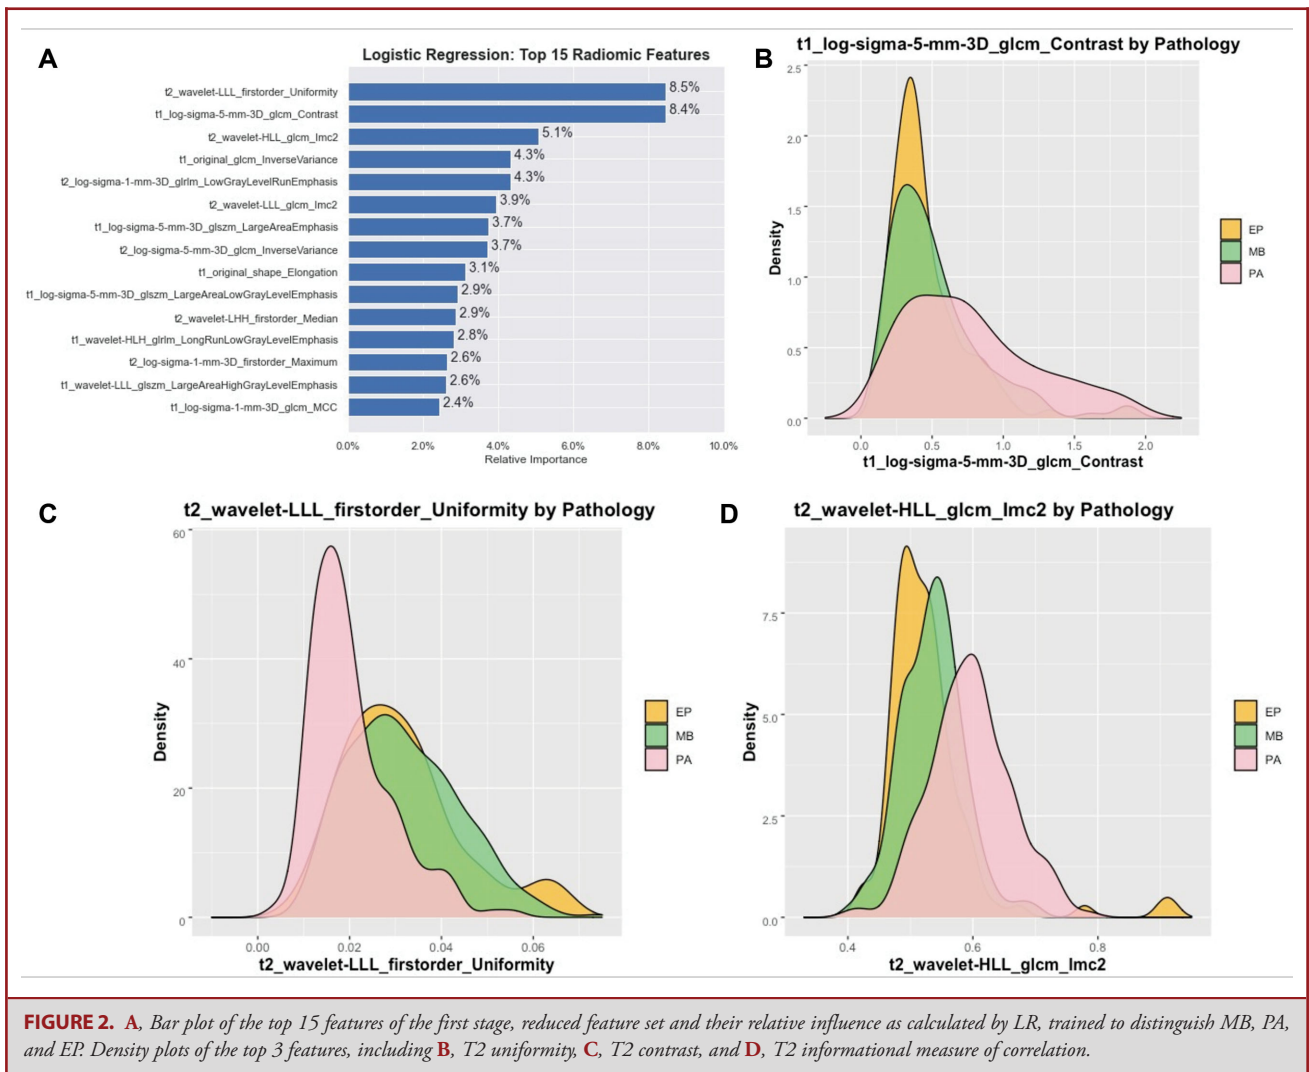 A
Logistic Regression: Top 15 Radiomic Features
t2_wavelet-LLL_firstorder_Uniformity 8.5%
t1_log-sigma-5-mm-3D_glcm_Contrast 8.4%
t2_wavelet-HLL_glcm_Imc2 5.1%
t1_original_glcm_InverseVariance 4.3%
t2_log-sigma-1-mm-3D_glrlm_LowGrayLevelRunEmphasis 4.3%
t2_wavelet-LLL_glcm_Imc2 3.9%
t1_log-sigma-5-mm-3D_glszm_LargeAreaEmphasis 3.7%
t2_log-sigma-5-mm-3D_glcm_InverseVariance 3.7%
t1_original_shape_Elongation 3.1%
t1_log-sigma-5-mm-3D_glszm_LargeAreaLowGrayLevelEmphasis 2.9%
t2_wavelet-LHH_firstorder_Median 2.9%
t1_wavelet-HLH_glrlm_LongRunLowGrayLevelEmphasis 2.8%
t2_log-sigma-1-mm-3D_firstorder_Maximum 2.6%
t1_wavelet-LLL_glszm_LargeAreaHighGrayLevelEmphasis 2.6%
t1_log-sigma-1-mm-3D_glcm_MCC 2.4%
0.0% 2.0% 4.0% 6.0% 8.0% 10.0%
Relative Importance
B
t1_log-sigma-5-mm-3D_glcm_Contrast by Pathology
2.5
2.0
1.5
1.0
0.5
0.0
Density
0.0 0.5 1.0 1.5 2.0
t1_log-sigma-5-mm-3D_glcm_Contrast
EP
MB
PA
C
t2_wavelet-LLL_firstorder_Uniformity by Pathology
60
40
20
0
Density
0.00 0.02 0.04 0.06
t2_wavelet-LLL_firstorder_Uniformity
EP
MB
PA
D
t2_wavelet-HLL_glcm_Imc2 by Pathology
7.5
5.0
2.5
0.0
Density
0.4 0.6 0.8
t2_wavelet-HLL_glcm_Imc2
EP
MB
PA
FIGURE 2. A, Bar plot of the top 15 features of the first stage, reduced feature set and their relative influence as calculated by LR, trained to distinguish MB, PA,
and EP. Density plots of the top 3 features, including B, T2 uniformity, C, T2 contrast, and D, T2 informational measure of correlation.